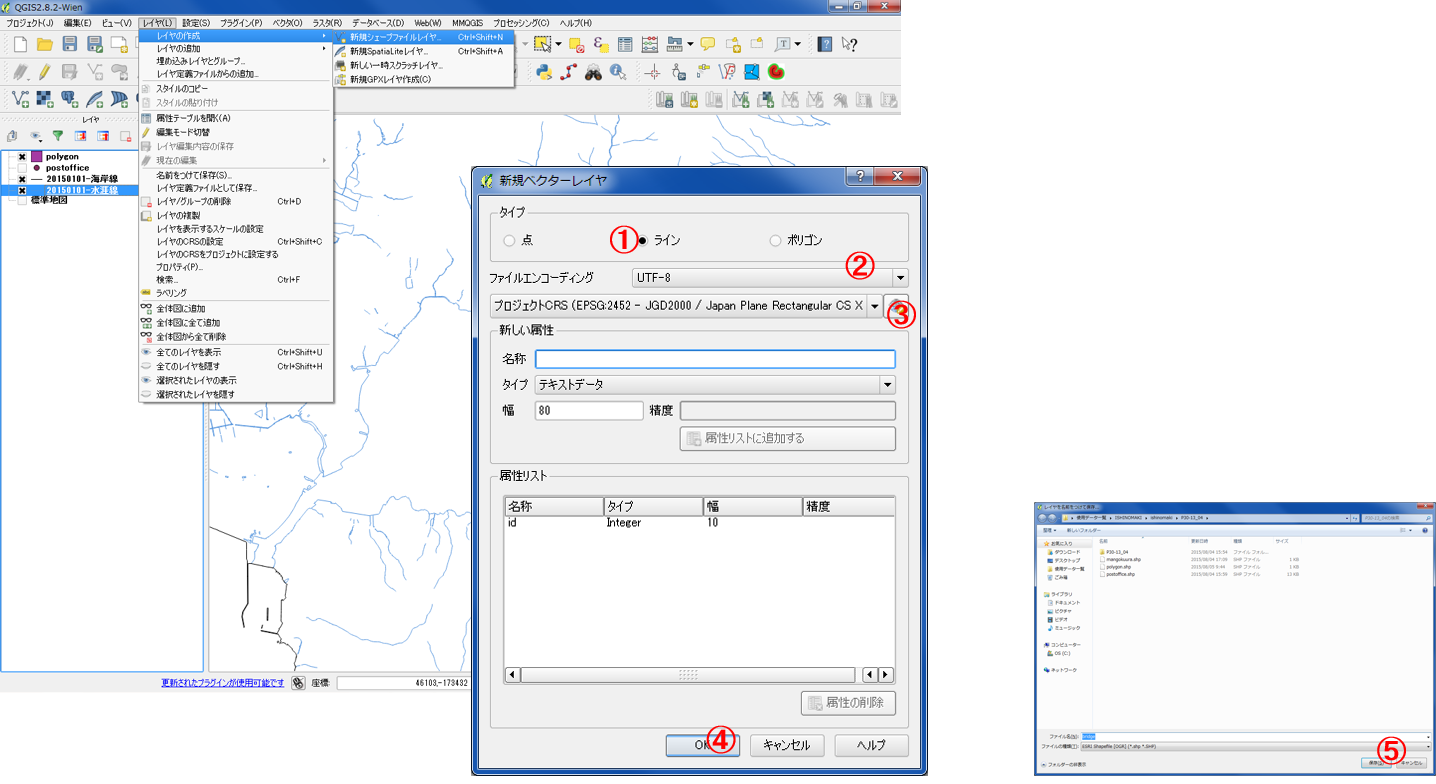 QGIS2.8.2-Wien
プロジェクト(J) 編集(E) ビュー(V) レイヤ(L) 設定(S) プラグイン(P) ベクタ(O) ラスタ(R) データベース(D) Web(W) MMQGIS プロセッシング(C) ヘルプ(H)
レイヤの作成
レイヤの追加
埋め込みレイヤとグループ...
レイヤ定義ファイルからの追加...
スタイルのコピー
スタイルの貼り付け
属性テーブルを開く(A)
編集モード切替
レイヤ編集内容の保存
現在の編集
名前をつけて保存(S)...
レイヤ定義ファイルとして保存...
レイヤ/グループの削除 Ctrl+D
レイヤの複製
レイヤを表示するスケールの設定
レイヤのCRSの設定 Ctrl+Shift+C
レイヤのCRSをプロジェクトに設定する
プロパティ(P)...
検索... Ctrl+F
ラベリング
全体図に追加
全体図に全て追加
全体図から全て削除
全てのレイヤを表示 Ctrl+Shift+U
全てのレイヤを隠す Ctrl+Shift+H
選択されたレイヤの表示
選択されたレイヤを隠す
新規シェープファイルレイヤ... Ctrl+Shift+N
新規SpatiaLiteレイヤ... Ctrl+Shift+A
新しい一時スクラッチレイヤ...
新規GPXレイヤ作成(C)
レイヤ
polygon
postoffice
20150101-海岸線
20150101-水涯線
標準地図
更新されたプラグインが使用可能です
座標: 46103,-173432
新規ベクターレイヤ
タイプ
点 ① ライン ポリゴン
②
ファイルエンコーディング UTF-8
プロジェクトCRS (EPSG:2452 - JGD2000 / Japan Plane Rectangular CS X
③
新しい属性
名称
タイプ テキストデータ
幅 80 精度
属性リストに追加する
属性リスト
名称 タイプ 幅 精度
id Integer 10
属性の削除
OK ④ キャンセル ヘルプ
レイヤを名前をつけて保存...
使用データ一覧 ISHINOMAKI ishinomaki P30-13_04
整理 新しいフォルダー
お気に入り
ダウンロード
デスクトップ
使用データ一覧
ごみ箱
ライブラリ
ドキュメント
ピクチャ
ビデオ
ミュージック
コンピューター
OS (C:)
ネットワーク
名前 更新日時 種類 サイズ
P30-13_04 2015/08/04 15:54 ファイル フォル...
mangokuura.shp 2015/08/04 17:09 SHP ファイル 1 KB
polygon.shp 2015/08/05 9:44 SHP ファイル 1 KB
postoffice.shp 2015/08/04 15:56 SHP ファイル 13 KB
ファイル名(N):
ファイルの種類(T): ESRI Shapefile [OGR] (*.shp *.SHP)
フォルダーの非表示
保存(S) ⑤ キャンセル